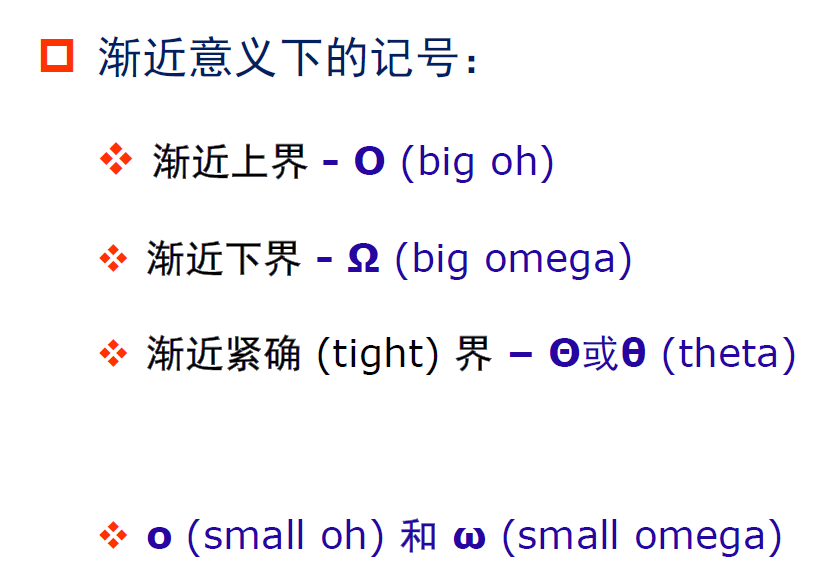 渐近意义下的记号：
渐近上界 - O (big oh)
渐近下界 - Ω (big omega)
渐近紧确 (tight) 界 – Θ或θ (theta)
o (small oh) 和 ω (small omega)